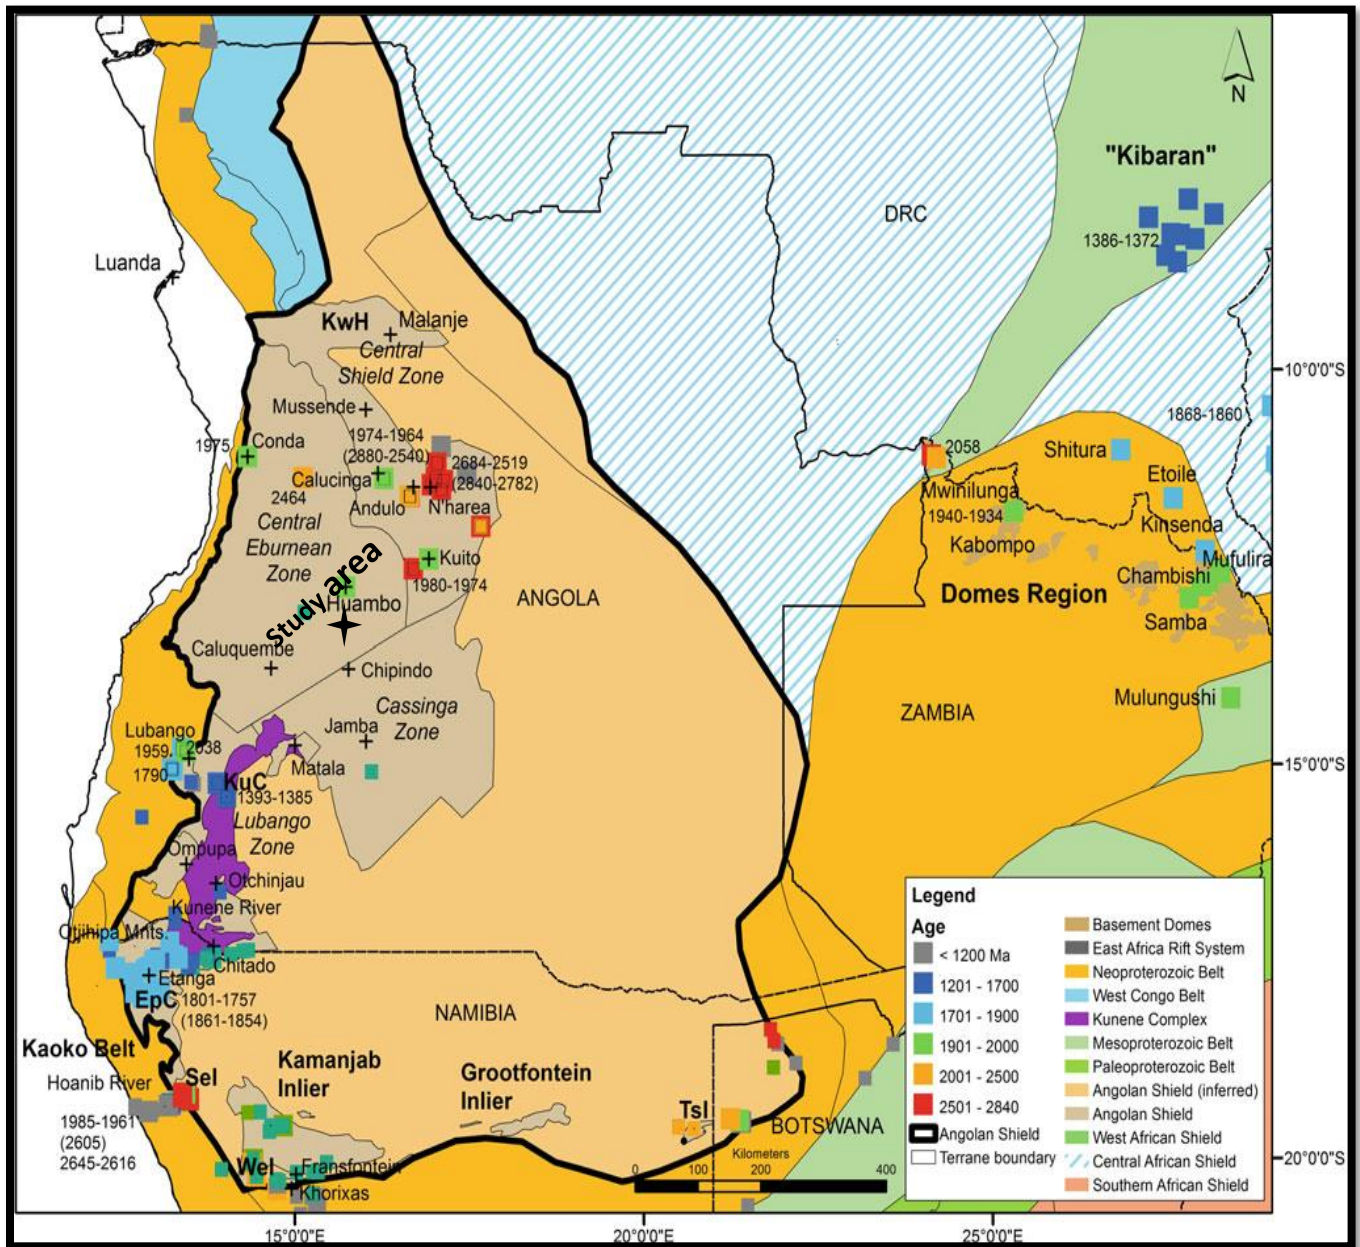 N
"Kibaran"
DRC
1386-1372
Luanda
KwH
Malanje
Central
Shield Zone
10°0'0"S
Mussende
1868-1860
1974-1964
(2880-2540)
1975
Conda
2684-2519
(2840-2782)
2058
Shitura
Calucinga
2464
Andulo
N'harea
Etoile
Mwinilunga
1940-1934
Kinsenda
Central
Eburnean
Zone
Kabompo
Mufulira
Kuito
1980-1974
Chambishi
Study area
Huambo
ANGOLA
Domes Region
Samba
Caluquembe
Chipindo
Mulungushi
Cassinga
Zone
ZAMBIA
Jamba
Lubango
1959
2038
1790
Matala
15°0'0"S
KuC
1393-1385
Lubango
Zone
Ompupa
Otchinjau
Kunene River
Otjihipa Mnts.
Chitado
Etanga
EpC
1801-1757
(1861-1854)
NAMIBIA
Kaoko Belt
Hoanib River
SeI
Kamanjab
Inlier
Grootfontein
Inlier
1985-1961
(2605)
2645-2616
TsI
BOTSWANA
WeI
Fransfontein
Khorixas
Kilometers
0
100
200
400
Legend
Age
< 1200 Ma
1201 - 1700
1701 - 1900
1901 - 2000
2001 - 2500
2501 - 2840
Angolan Shield
Terrane boundary
Basement Domes
East Africa Rift System
Neoproterozoic Belt
West Congo Belt
Kunene Complex
Mesoproterozoic Belt
Paleoproterozoic Belt
Angolan Shield (inferred)
Angolan Shield
West African Shield
Central African Shield
Southern African Shield
20°0'0"S
15°0'0"E
20°0'0"E
25°0'0"E